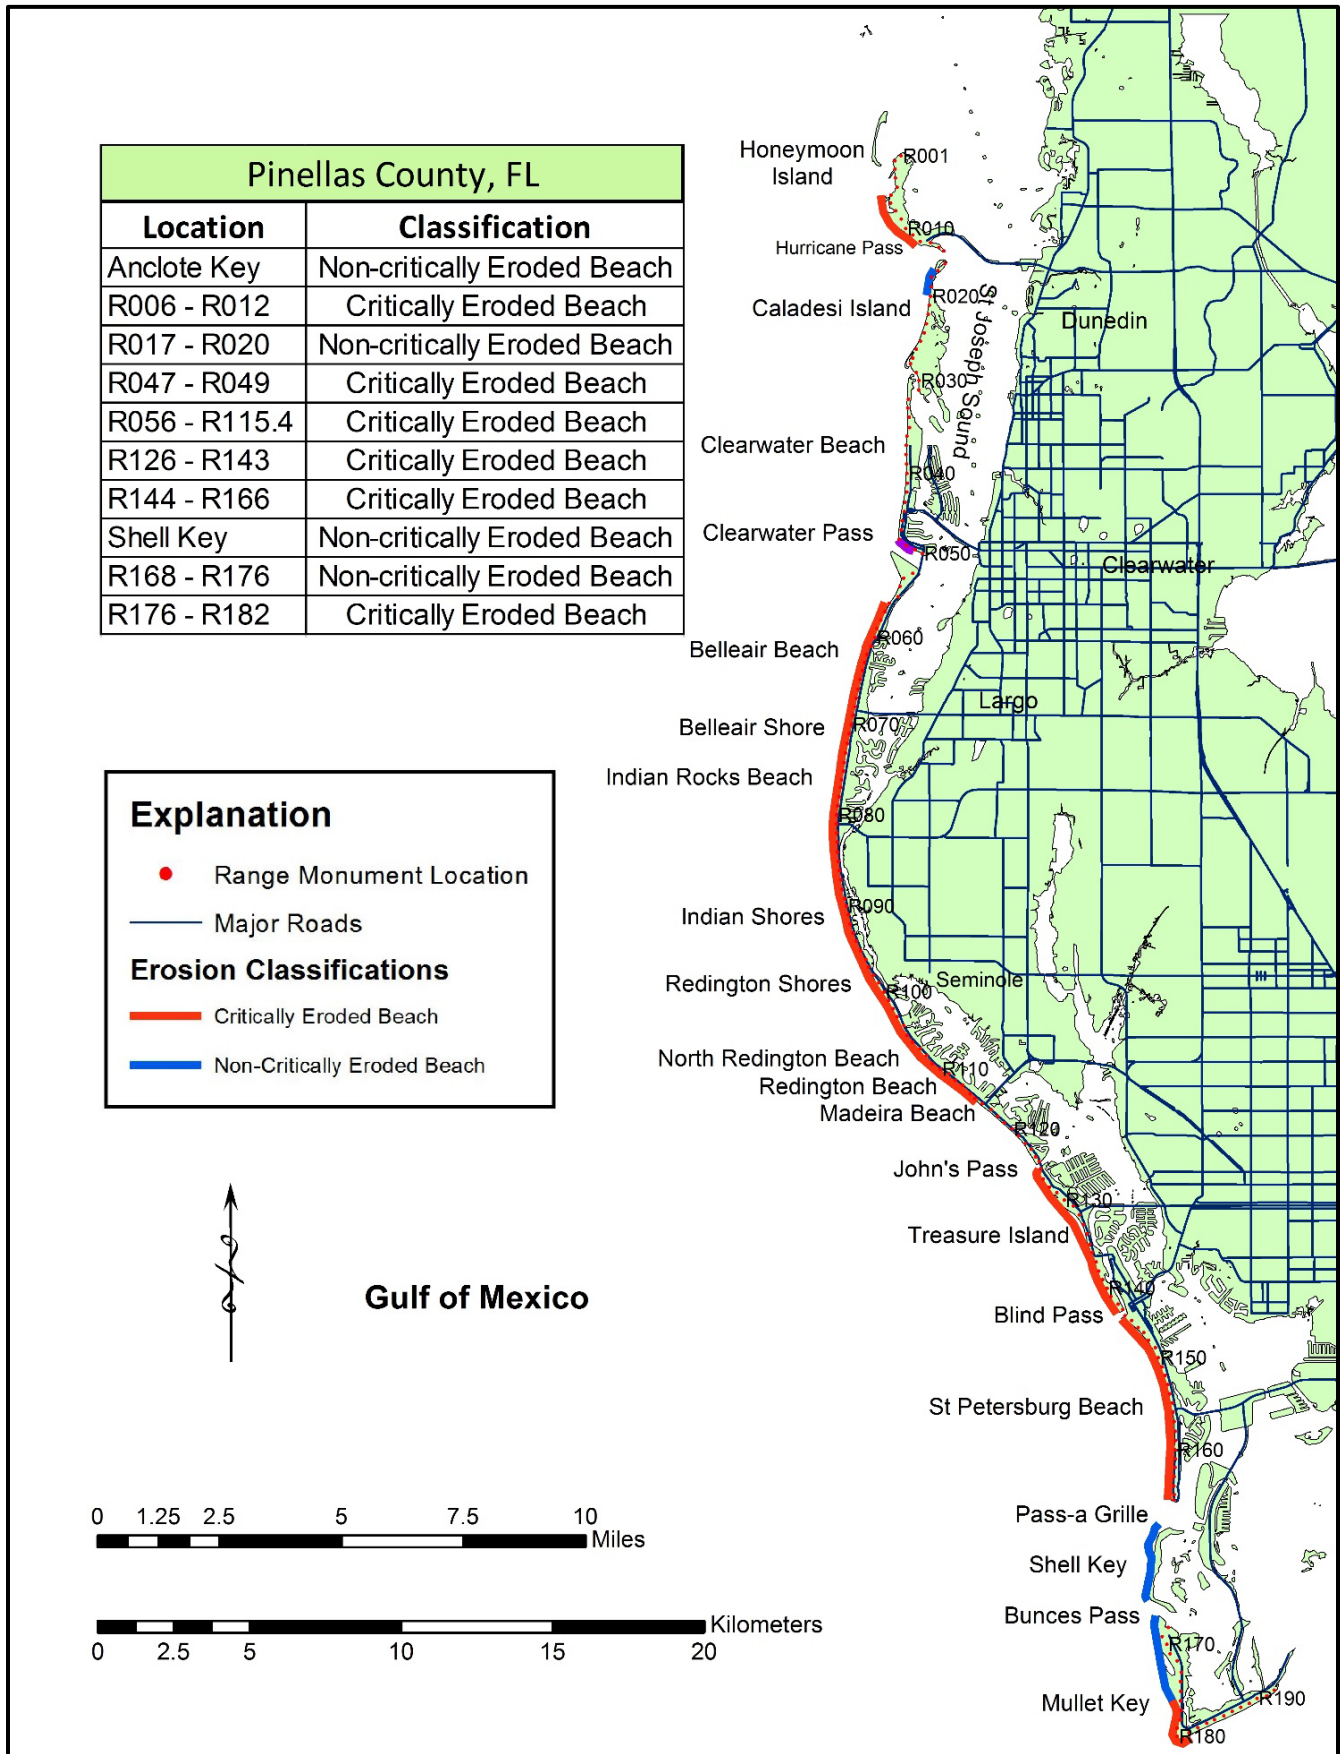 Pinellas County, FL
Location Classification
Anclote Key Non-critically Eroded Beach
R006 - R012 Critically Eroded Beach
R017 - R020 Non-critically Eroded Beach
R047 - R049 Critically Eroded Beach
R056 - R115.4 Critically Eroded Beach
R126 - R143 Critically Eroded Beach
R144 - R166 Critically Eroded Beach
Shell Key Non-critically Eroded Beach
R168 - R176 Non-critically Eroded Beach
R176 - R182 Critically Eroded Beach
Explanation
Range Monument Location
Major Roads
Erosion Classifications
Critically Eroded Beach
Non-Critically Eroded Beach
Gulf of Mexico
0 1.25 2.5 5 7.5 10
Miles
Kilometers
0 2.5 5 10 15 20
Honeymoon
Island
R001
R010
Hurricane Pass
R020
Caladesi Island
St Joseph Sound
Dunedin
R030
Clearwater Beach
R040
Clearwater Pass
R050
Clearwater
R060
Belleair Beach
Largo
R070
Belleair Shore
Indian Rocks Beach
R080
R090
Indian Shores
Redington Shores
Seminole
R100
North Redington Beach
R110
Redington Beach
Madeira Beach
R120
John's Pass
R130
Treasure Island
R140
Blind Pass
R150
St Petersburg Beach
R160
Pass-a Grille
Shell Key
Bunces Pass
R170
Mullet Key
R190
R180